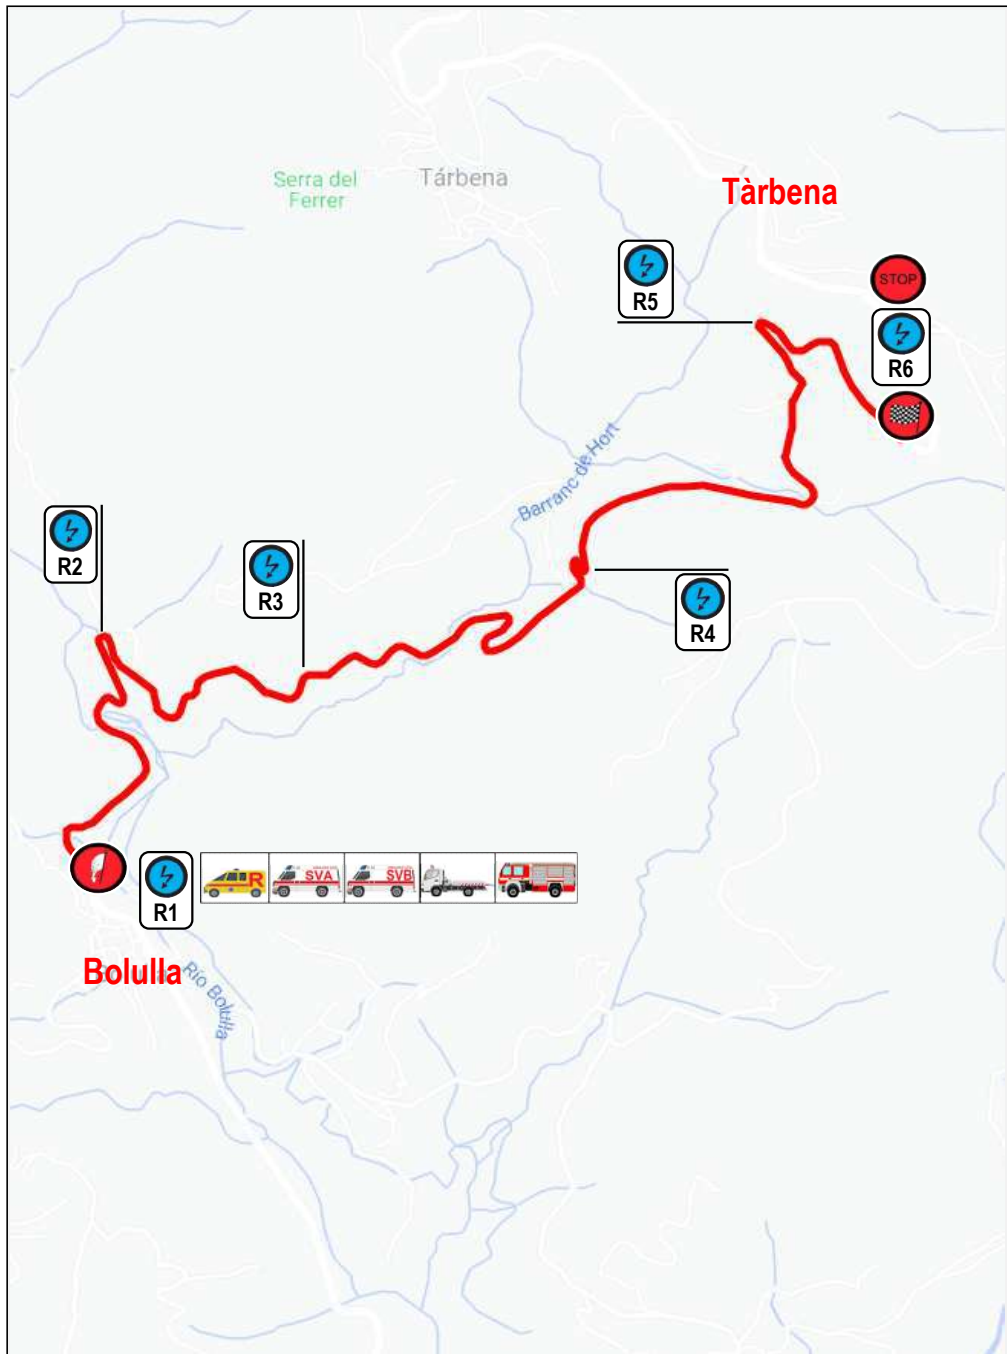 Serra del
Ferrer
Tárbena
Tàrbena
R5
STOP
R6
Barranc de Hort
R2
R3
R4
R1
R
SVA
SVB
Bolulla
Río Bolulla